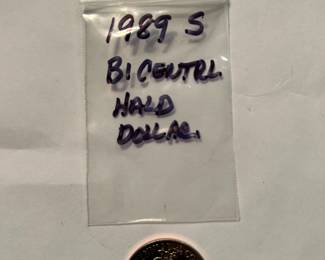 1989 S
BICENTRL.
HALD
DOLLAR.